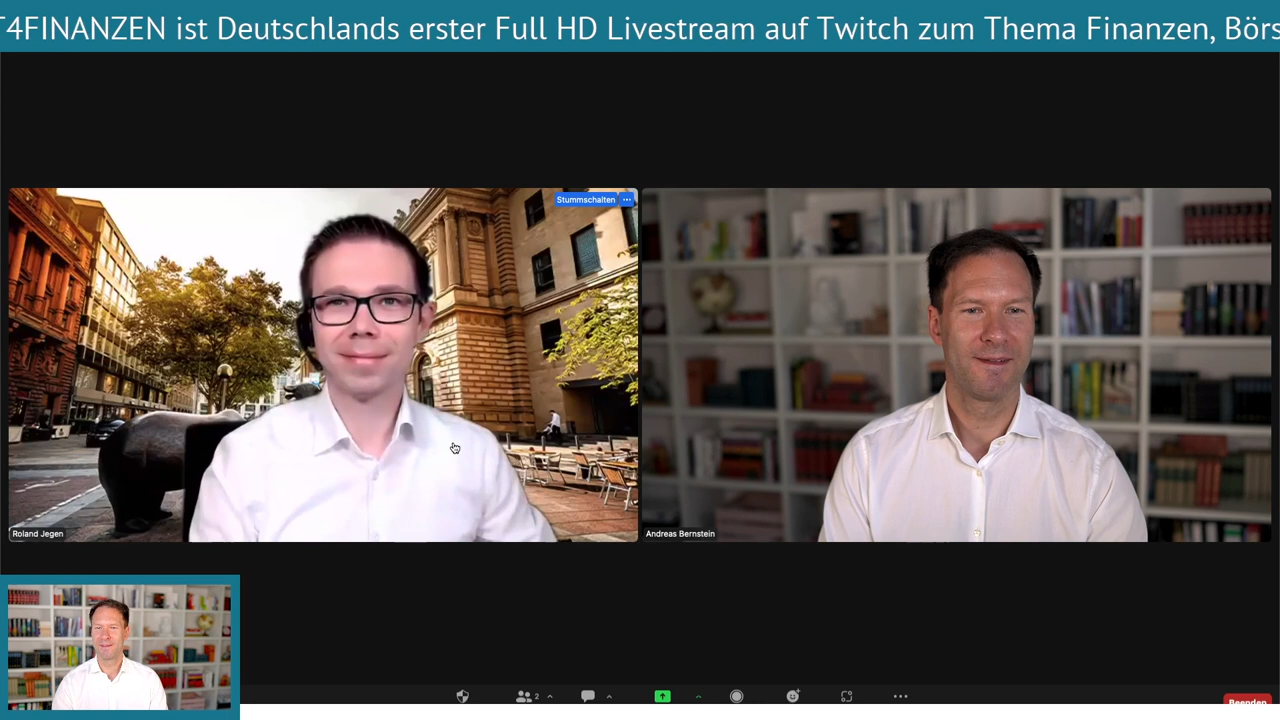 T4FINANZEN ist Deutschlands erster Full HD Livestream auf Twitch zum Thema Finanzen, Börs
Stummschalten
Roland Jegen
Andreas Bernstein
2
Beenden